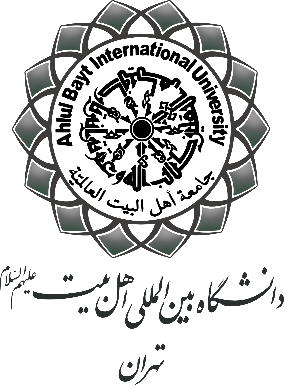 Ahlul Bayt International University
جامعة أهل البيت العالمية
دانشگاه بین المللی اهل بیت علیهم السلام
تهران